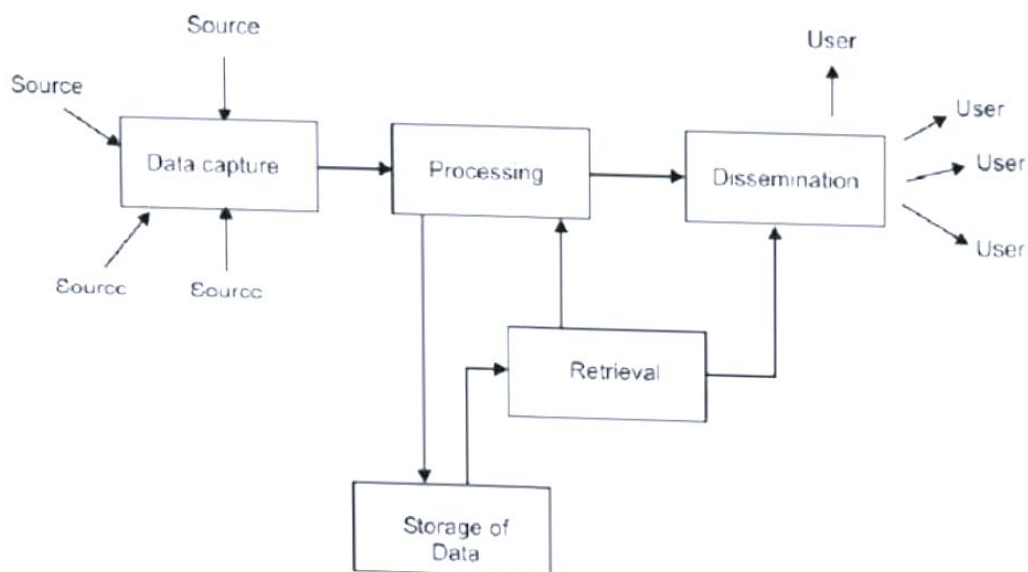 Source
User
Source
User
Data capture
Processing
Dissemination
User
User
Source
Source
Retrieval
Storage of
Data